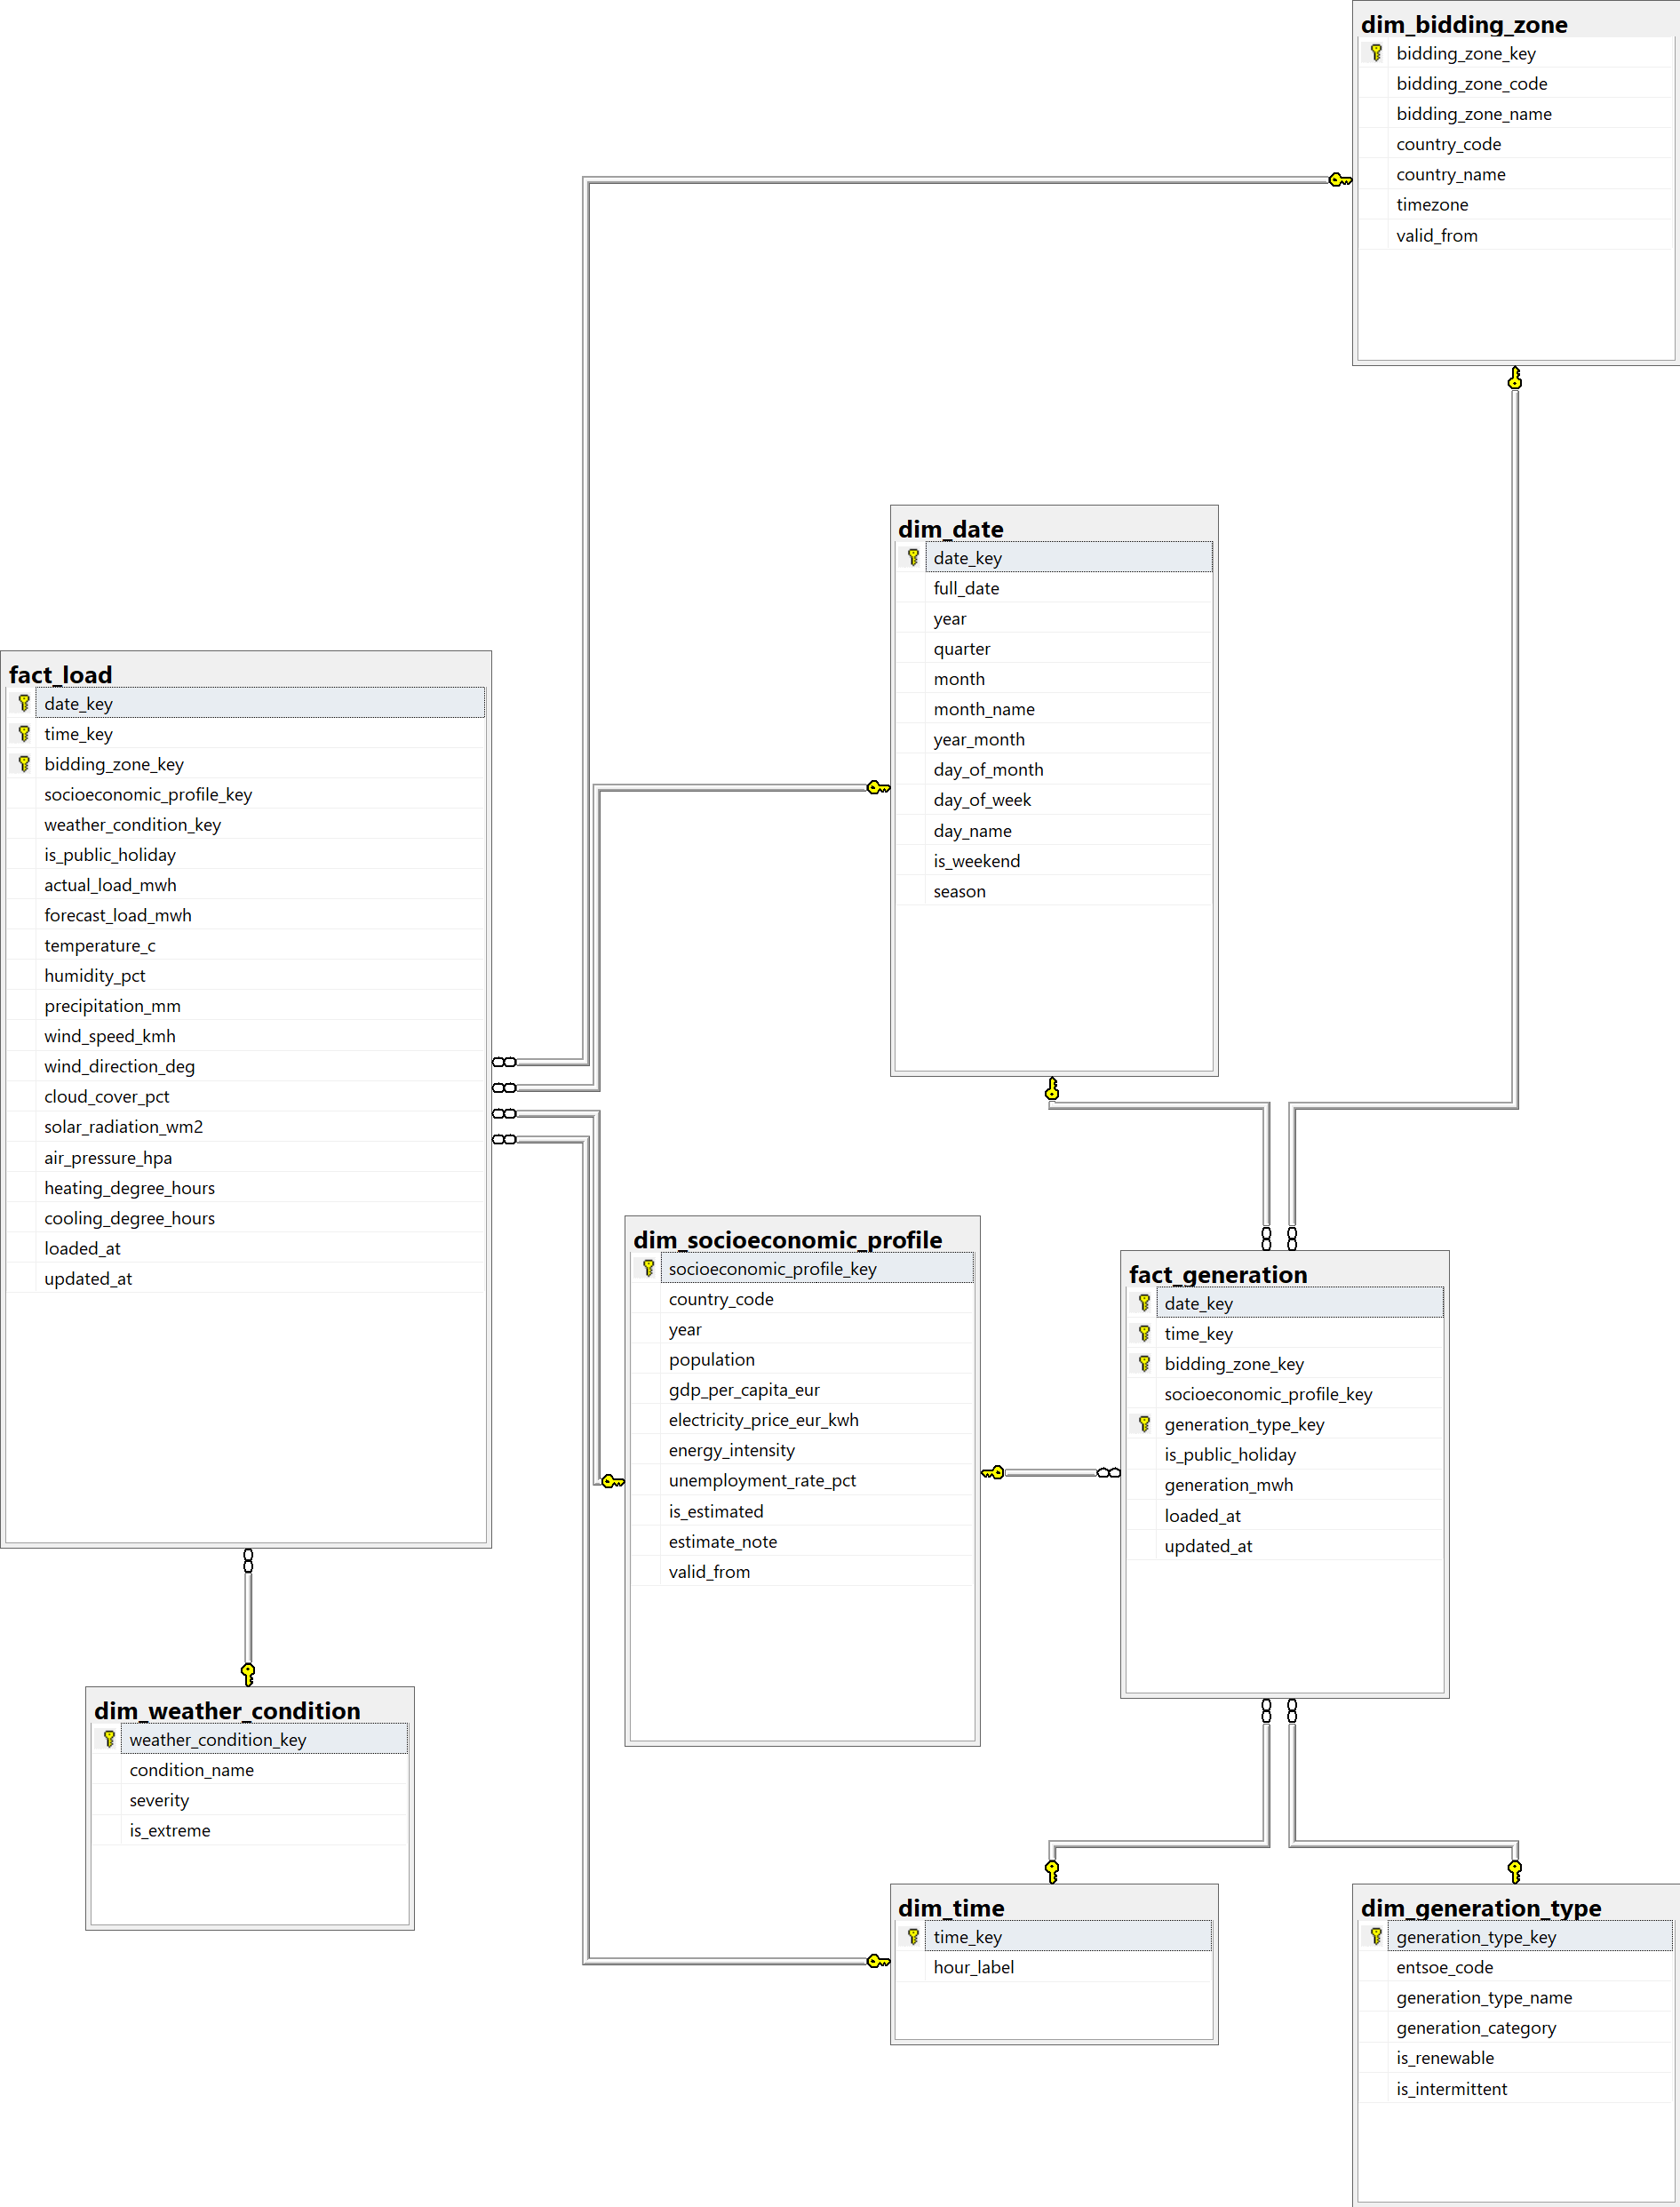 dim_bidding_zone
bidding_zone_key
bidding_zone_code
bidding_zone_name
country_code
country_name
timezone
valid_from
dim_date
date_key
full_date
year
quarter
month
month_name
year_month
day_of_month
day_of_week
day_name
is_weekend
season
fact_load
date_key
time_key
bidding_zone_key
socioeconomic_profile_key
weather_condition_key
is_public_holiday
actual_load_mwh
forecast_load_mwh
temperature_c
humidity_pct
precipitation_mm
wind_speed_kmh
wind_direction_deg
cloud_cover_pct
solar_radiation_wm2
air_pressure_hpa
heating_degree_hours
cooling_degree_hours
loaded_at
updated_at
dim_socioeconomic_profile
socioeconomic_profile_key
country_code
year
population
gdp_per_capita_eur
electricity_price_eur_kwh
energy_intensity
unemployment_rate_pct
is_estimated
estimate_note
valid_from
fact_generation
date_key
time_key
bidding_zone_key
socioeconomic_profile_key
generation_type_key
is_public_holiday
generation_mwh
loaded_at
updated_at
dim_weather_condition
weather_condition_key
condition_name
severity
is_extreme
dim_time
time_key
hour_label
dim_generation_type
generation_type_key
entsoe_code
generation_type_name
generation_category
is_renewable
is_intermittent